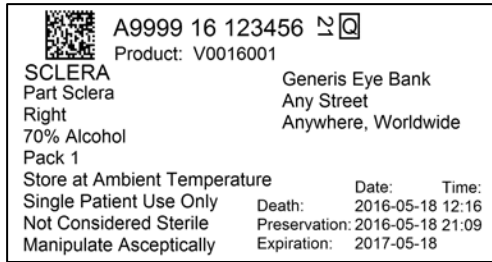 A9999 16 123456 21 Q
Product: V0016001
SCLERA
Part Sclera
Right
70% Alcohol
Pack 1
Store at Ambient Temperature
Single Patient Use Only
Not Considered Sterile
Manipulate Asceptically
Generis Eye Bank
Any Street
Anywhere, Worldwide
Date: Time:
Death: 2016-05-18 12:16
Preservation: 2016-05-18 21:09
Expiration: 2017-05-18